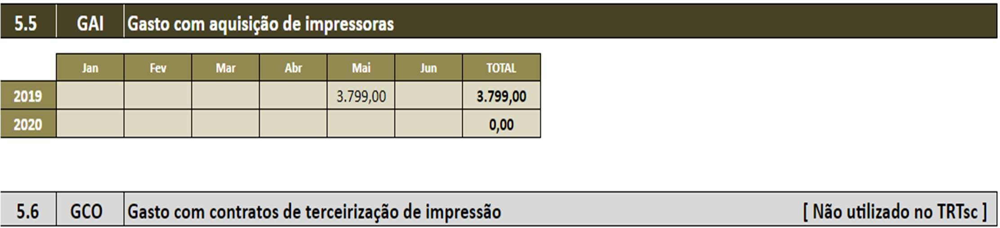 5.5 GAI Gasto com aquisição de impressoras
Jan Fev Mar Abr Mai Jun TOTAL
2019 3.799,00 3.799,00
2020 0,00
5.6 GCO Gasto com contratos de terceirização de impressão [ Não utilizado no TRTsc ]